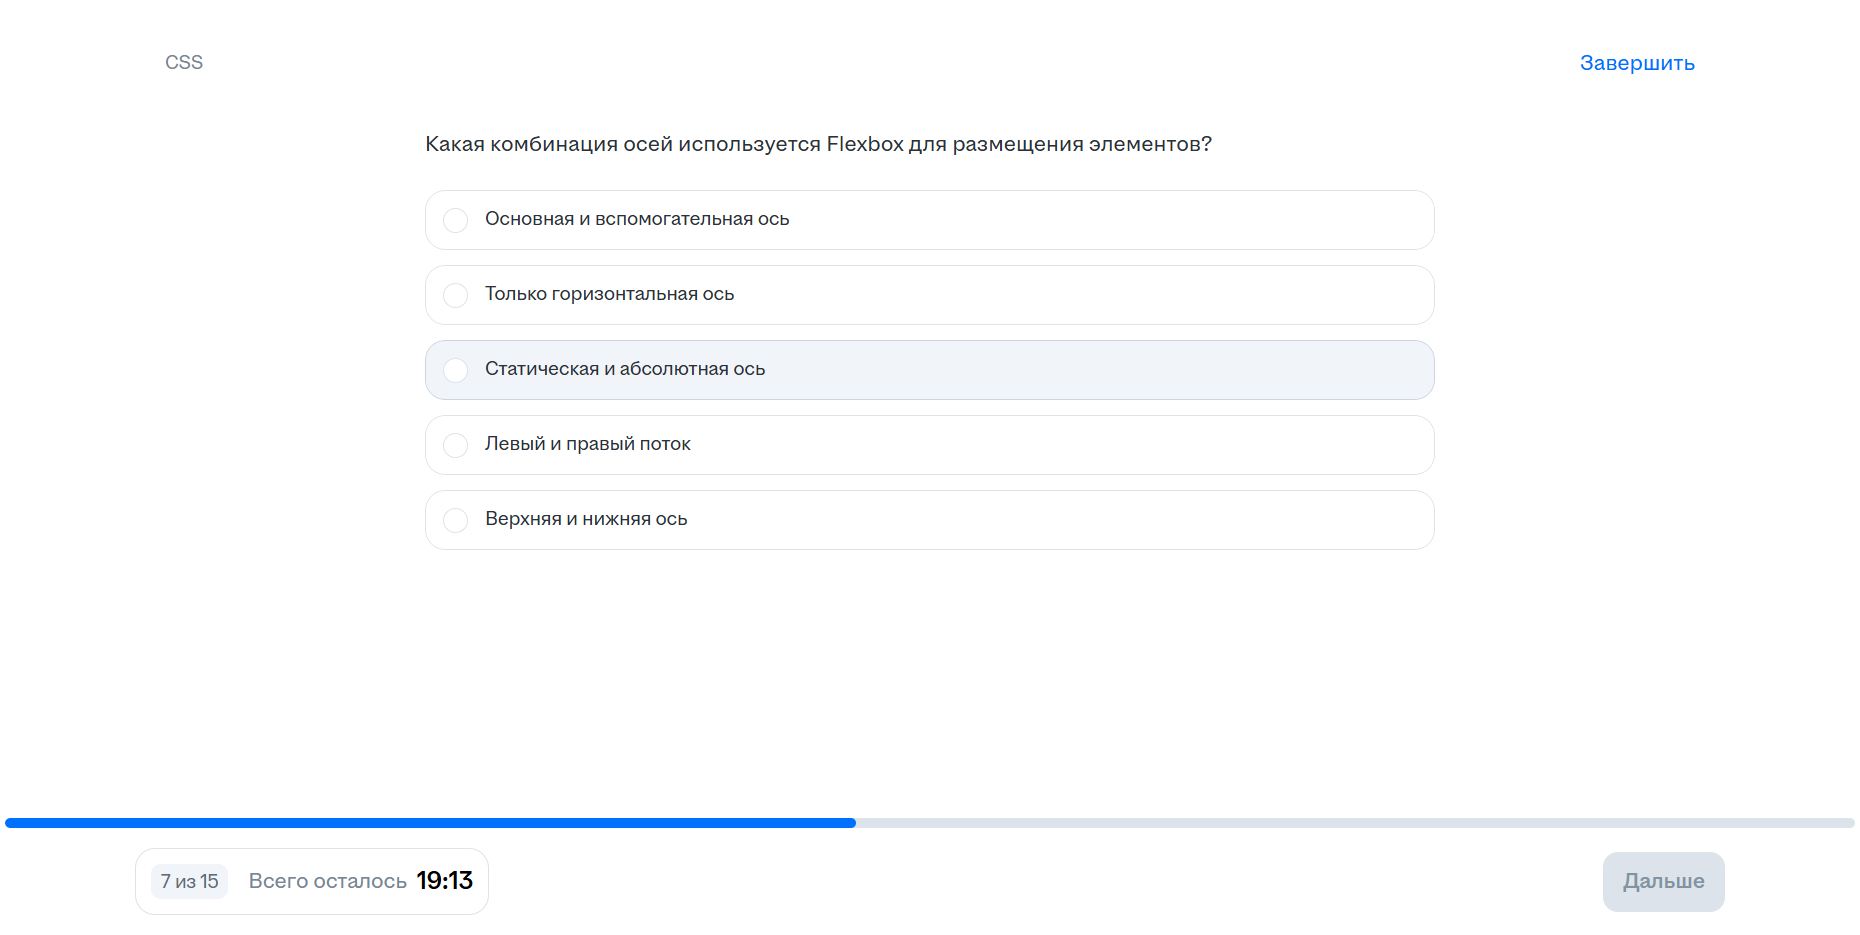 CSS
Завершить
Какая комбинация осей используется Flexbox для размещения элементов?
Основная и вспомогательная ось
Только горизонтальная ось
Статическая и абсолютная ось
Левый и правый поток
Верхняя и нижняя ось
7 из 15
Всего осталось 19:13
Дальше